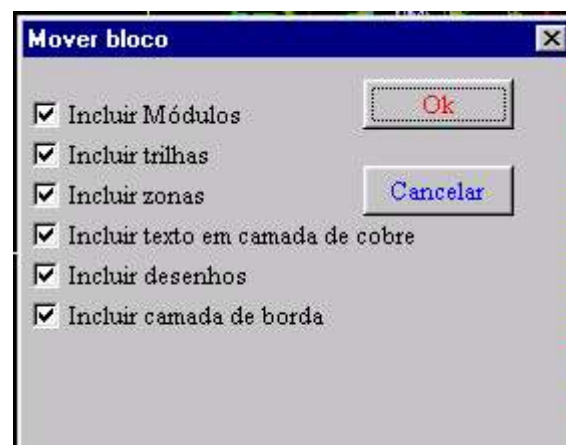 Mover bloco
Incluir Módulos
Ok
Incluir trilhas
Incluir zonas
Cancelar
Incluir texto em camada de cobre
Incluir desenhos
Incluir camada de borda